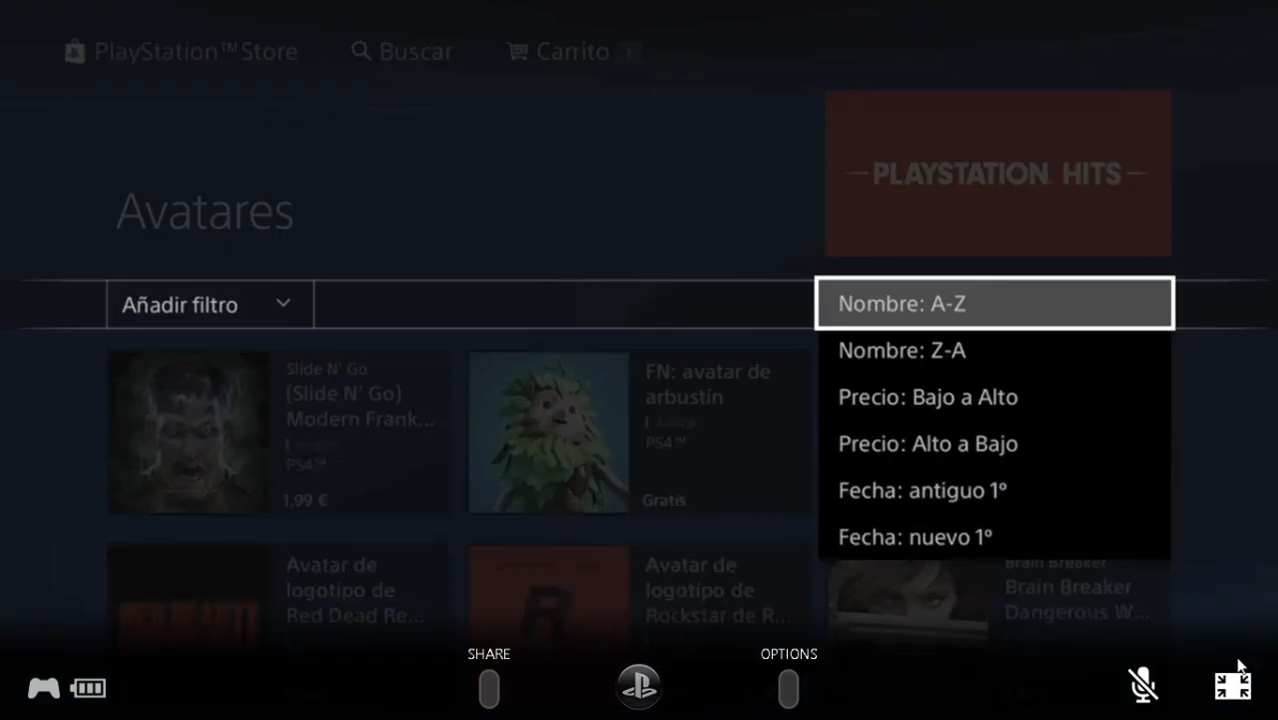 PlayStation™Store
Buscar
Carrito 1
PLAYSTATION HITS
Avatares
Añadir filtro
Nombre: A-Z
Nombre: Z-A
Precio: Bajo a Alto
Precio: Alto a Bajo
Fecha: antiguo 1º
Fecha: nuevo 1º
Slide N' Go
(Slide N' Go)
Modern Frank...
Avatar
PS4™
1,99 €
FN: avatar de
arbustín
Avatar
PS4™
Gratis
Avatar de
logotipo de
Red Dead Re...
Avatar de
logotipo de
Rockstar de R...
R
Brain Breaker
Brain Breaker
Dangerous W...
SHARE
OPTIONS